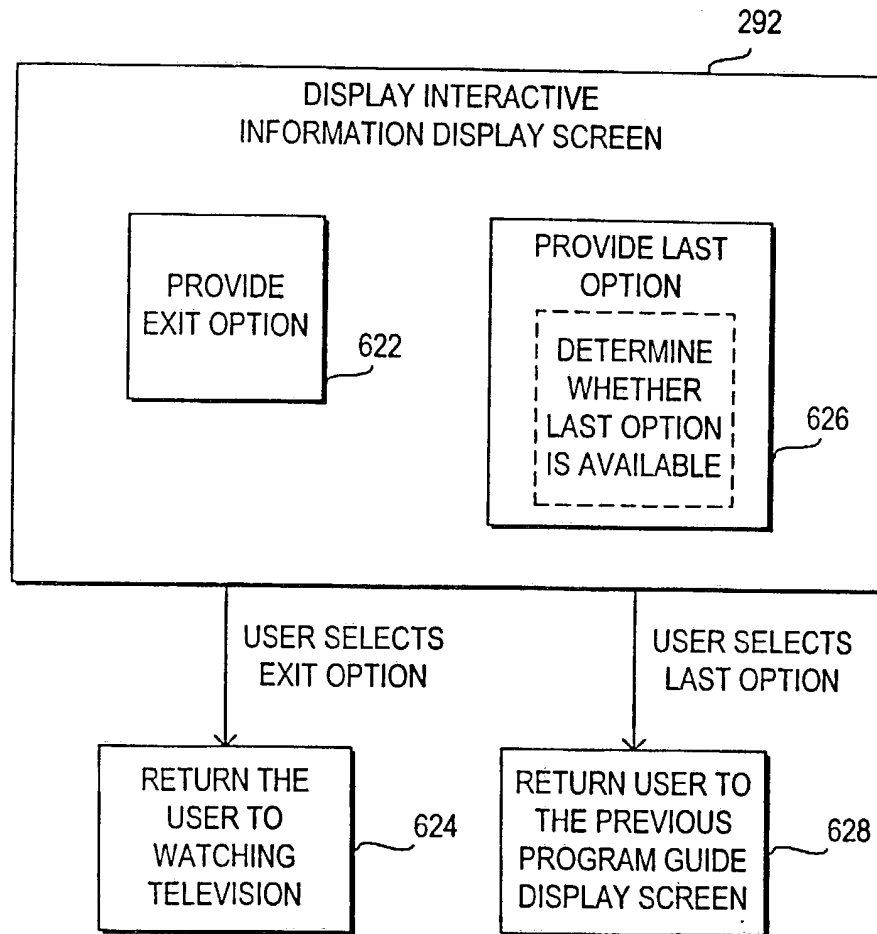 292
DISPLAY INTERACTIVE
INFORMATION DISPLAY SCREEN
PROVIDE
EXIT OPTION
622
PROVIDE LAST
OPTION
DETERMINE
WHETHER
LAST OPTION
IS AVAILABLE
626
USER SELECTS
EXIT OPTION
USER SELECTS
LAST OPTION
RETURN THE
USER TO
WATCHING
TELEVISION
624
RETURN USER TO
THE PREVIOUS
PROGRAM GUIDE
DISPLAY SCREEN
628